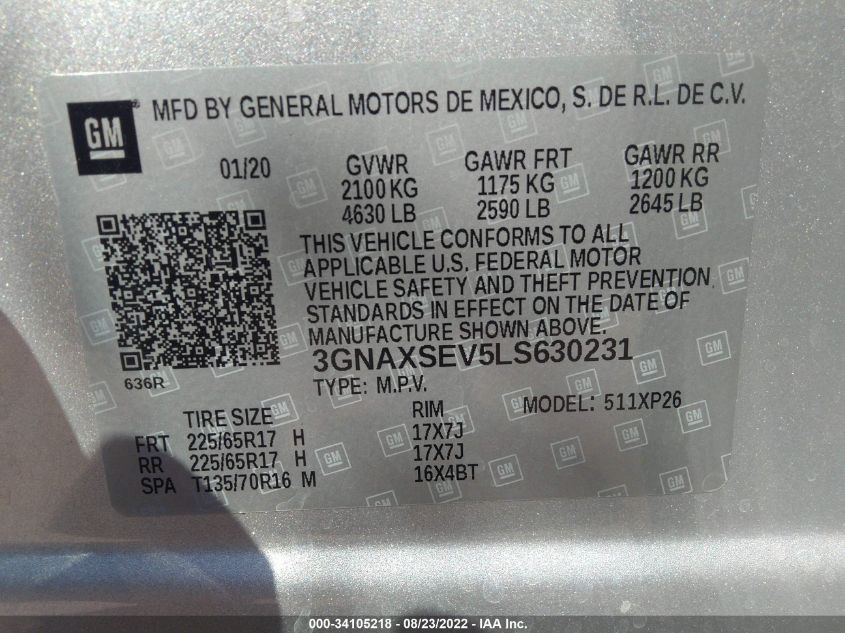 GM ® MFD BY GENERAL MOTORS DE MEXICO, S. DE R.L. DE C.V.
01/20 GVWR GAWR FRT GAWR RR
2100 KG 1175 KG 1200 KG
4630 LB 2590 LB 2645 LB
THIS VEHICLE CONFORMS TO ALL
APPLICABLE U.S. FEDERAL MOTOR
VEHICLE SAFETY AND THEFT PREVENTION
STANDARDS IN EFFECT ON THE DATE OF
MANUFACTURE SHOWN ABOVE.
3GNAXSEV5LS630231
636R
TYPE: M.P.V.
TIRE SIZE RIM MODEL: 511XP26
FRT 225/65R17 H 17X7J
RR 225/65R17 H 17X7J
SPA T135/70R16 M 16X4BT
000-34105218 - 08/23/2022 - IAA Inc.